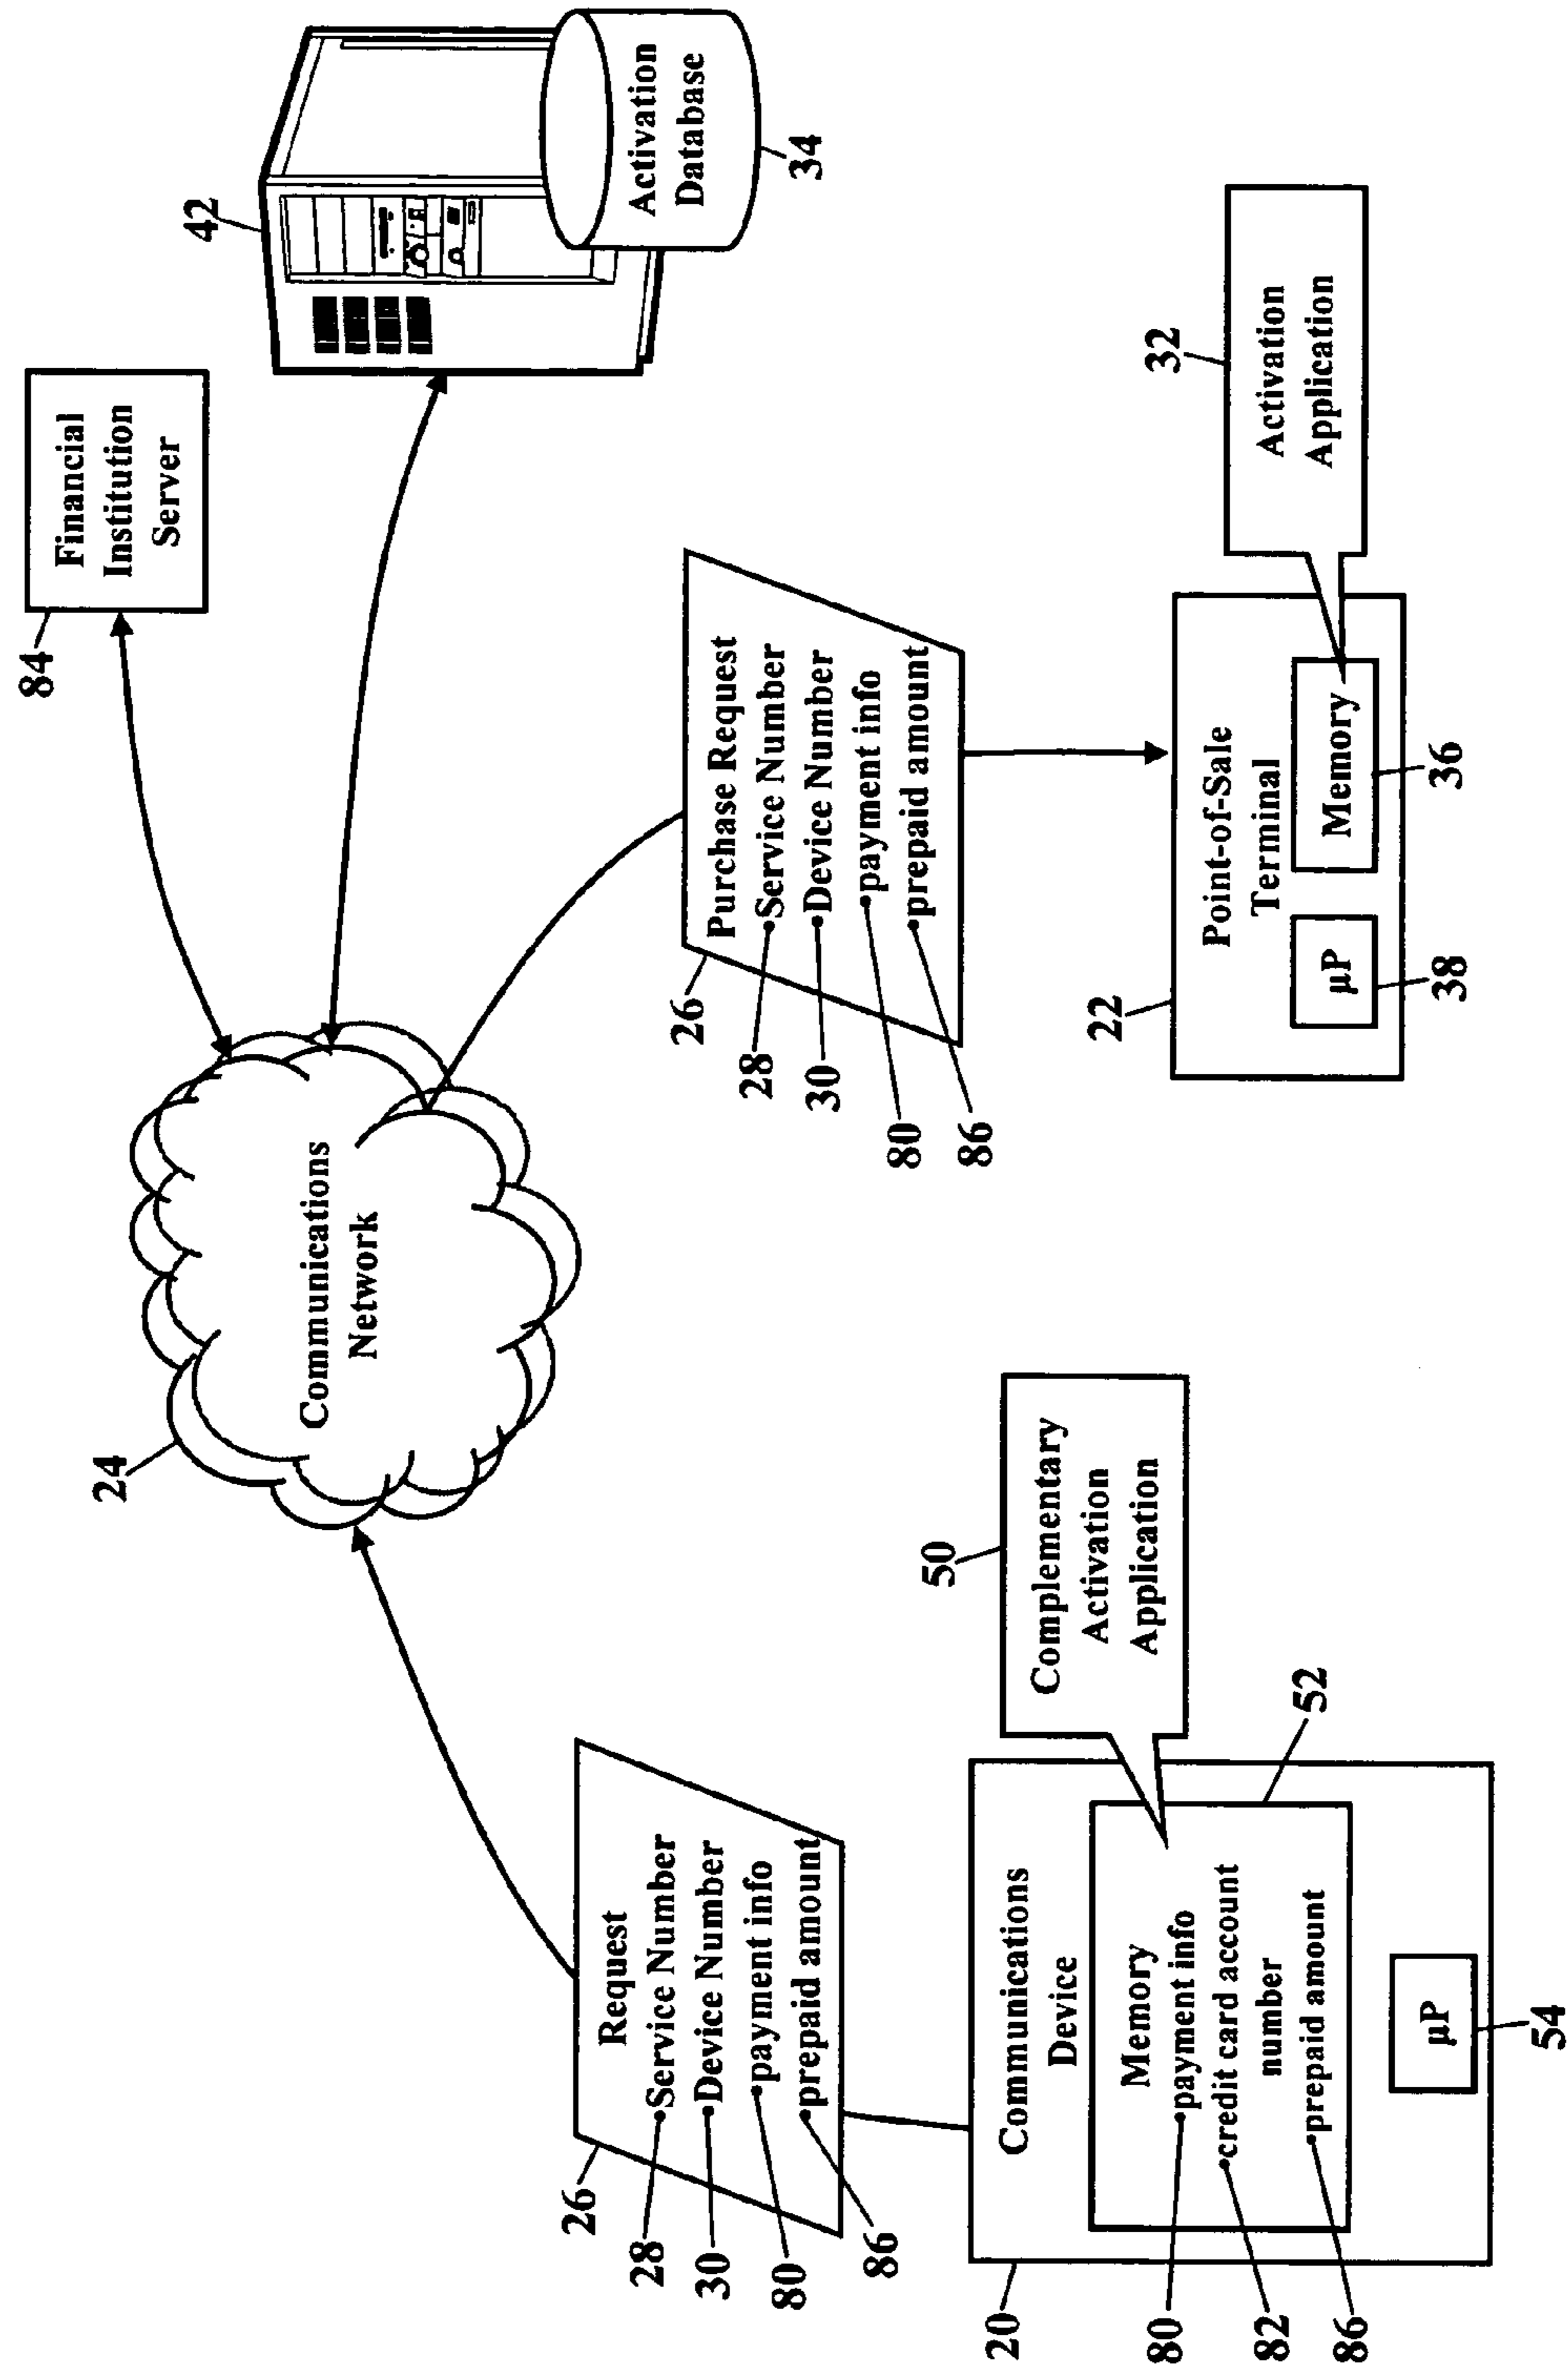 84
Financial
Institution
Server
42
Activation
Database
34
24
Communications
Network
26
Request
28
•Service Number
30
•Device Number
80
•payment info
86
•prepaid amount
26
Purchase Request
28
•Service Number
30
•Device Number
80
•payment info
86
•prepaid amount
20
Communications
Device
Memory
80
•payment info
82
•credit card account
number
86
•prepaid amount
52
µP
54
50
Complementary
Activation
Application
22
Point-of-Sale
Terminal
µP
38
Memory
36
32
Activation
Application